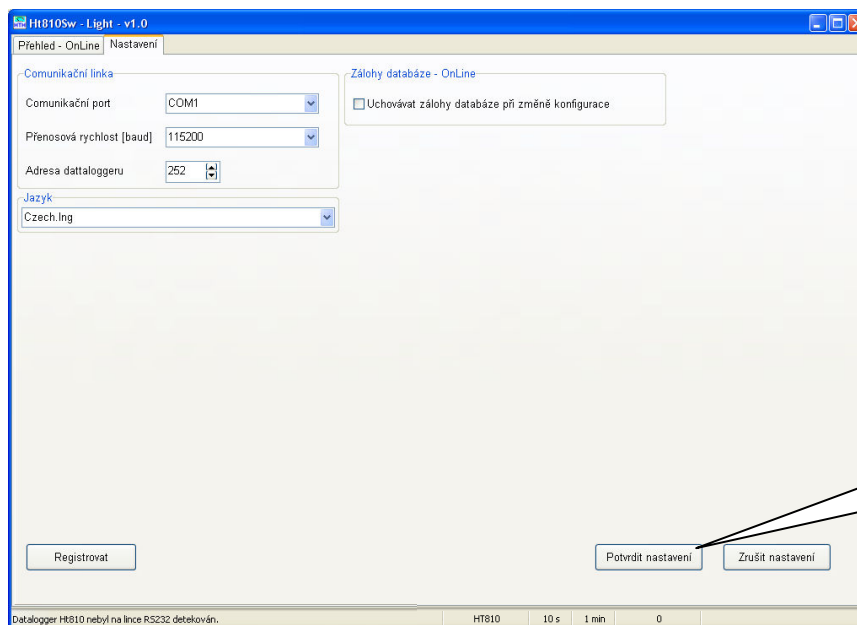 Ht810Sw - Light - v1.0
Přehled - OnLine Nastavení
Comunikační linka
Comunikační port COM1
Přenosová rychlost [baud] 115200
Adresa dattaloggeru 252
Jazyk
Czech.lng
Zálohy databáze - OnLine
Uchovávat zálohy databáze při změně konfigurace
Registrovat Potvrdit nastavení Zrušit nastavení
Datalogger Ht810 nebyl na lince RS232 detekován. HT810 10 s 1 min 0